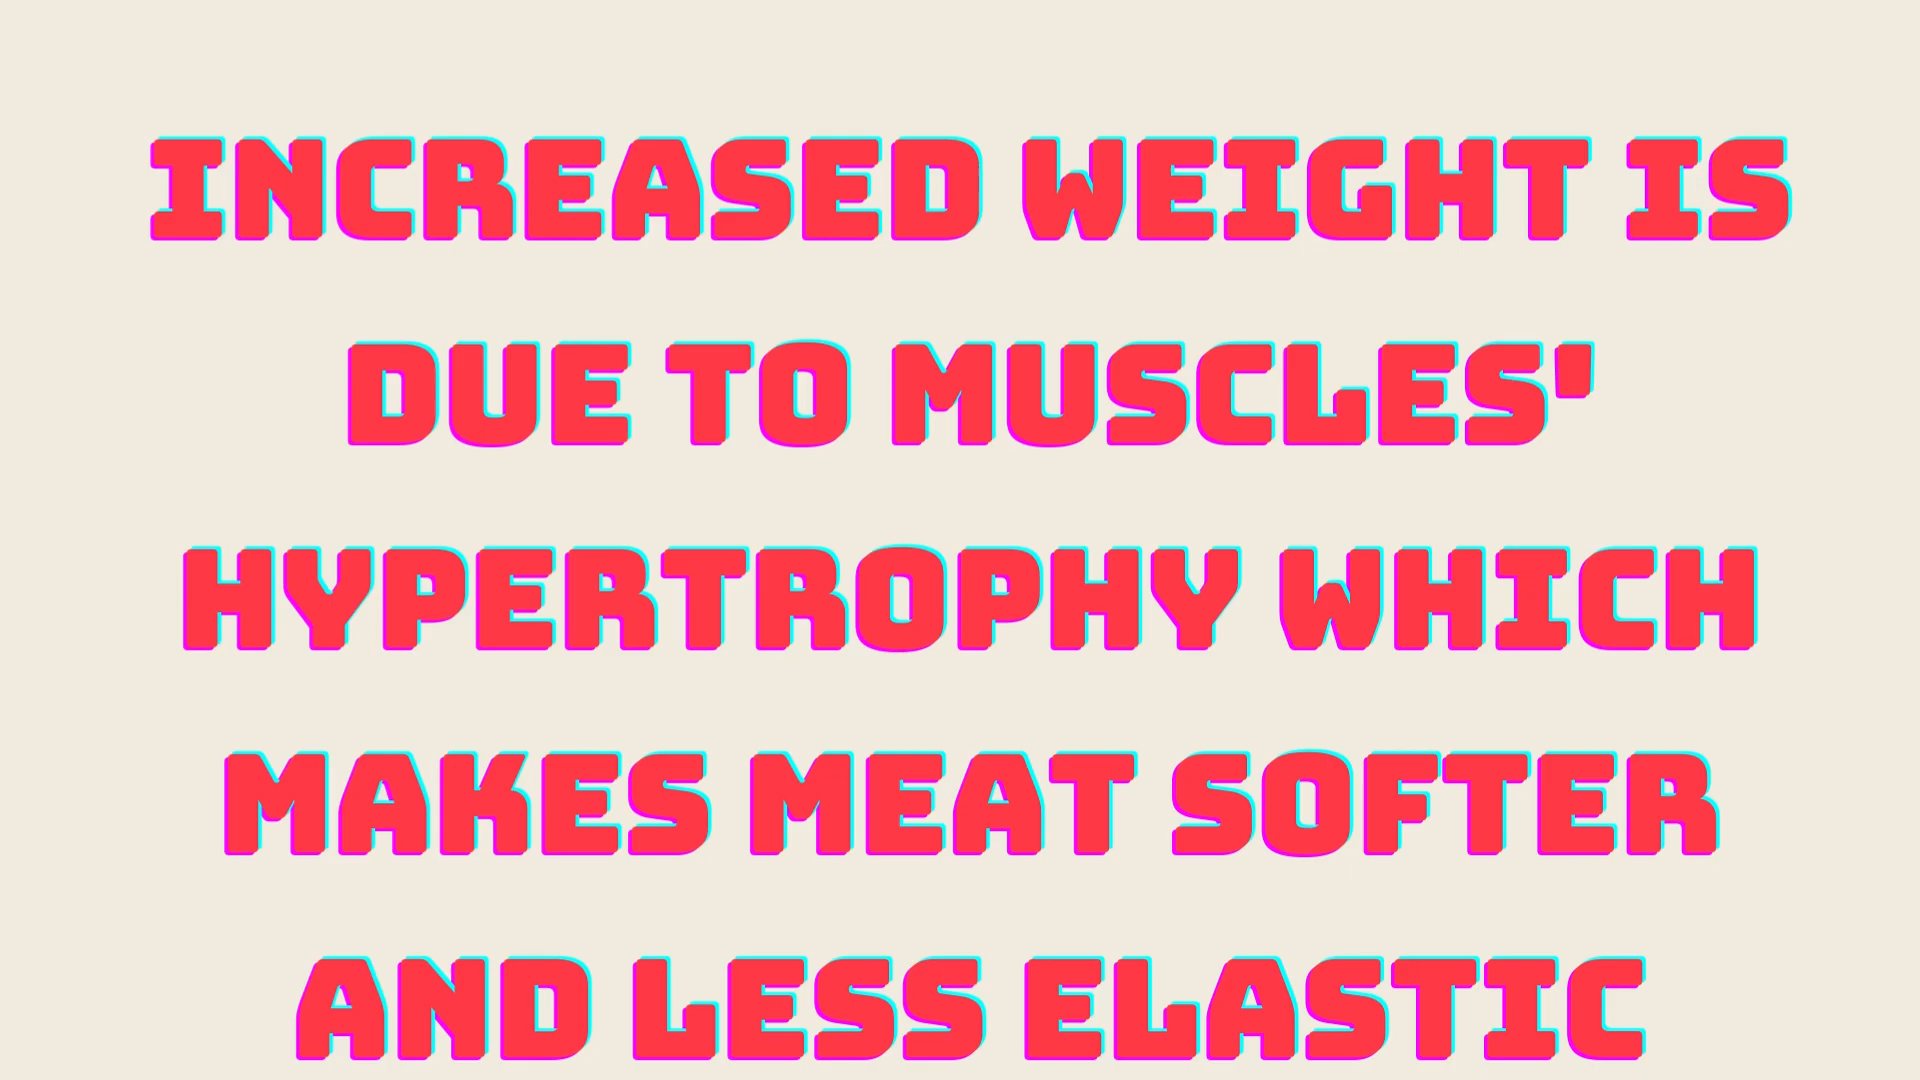 INCREASED WEIGHT IS
DUE TO MUSCLES'
HYPERTROPHY WHICH
MAKES MEAT SOFTER
AND LESS ELASTIC